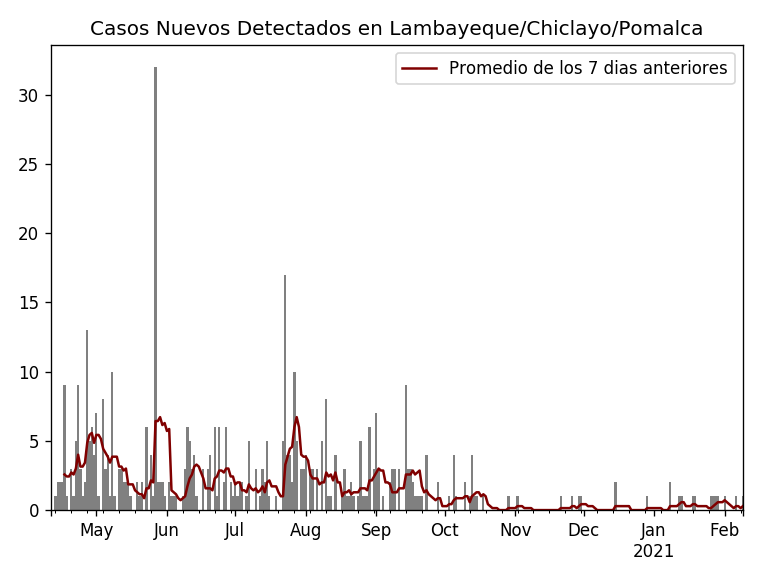 Casos Nuevos Detectados en Lambayeque/Chiclayo/Pomalca
Promedio de los 7 dias anteriores
30
25
20
15
10
5
0
May Jun Jul Aug Sep Oct Nov Dec Jan Feb
2021